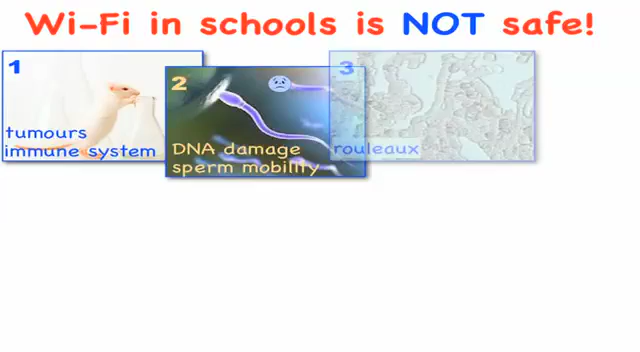 Wi-Fi in schools is NOT safe!
1
tumours
immune system
2
DNA damage
sperm mobility
3
rouleaux